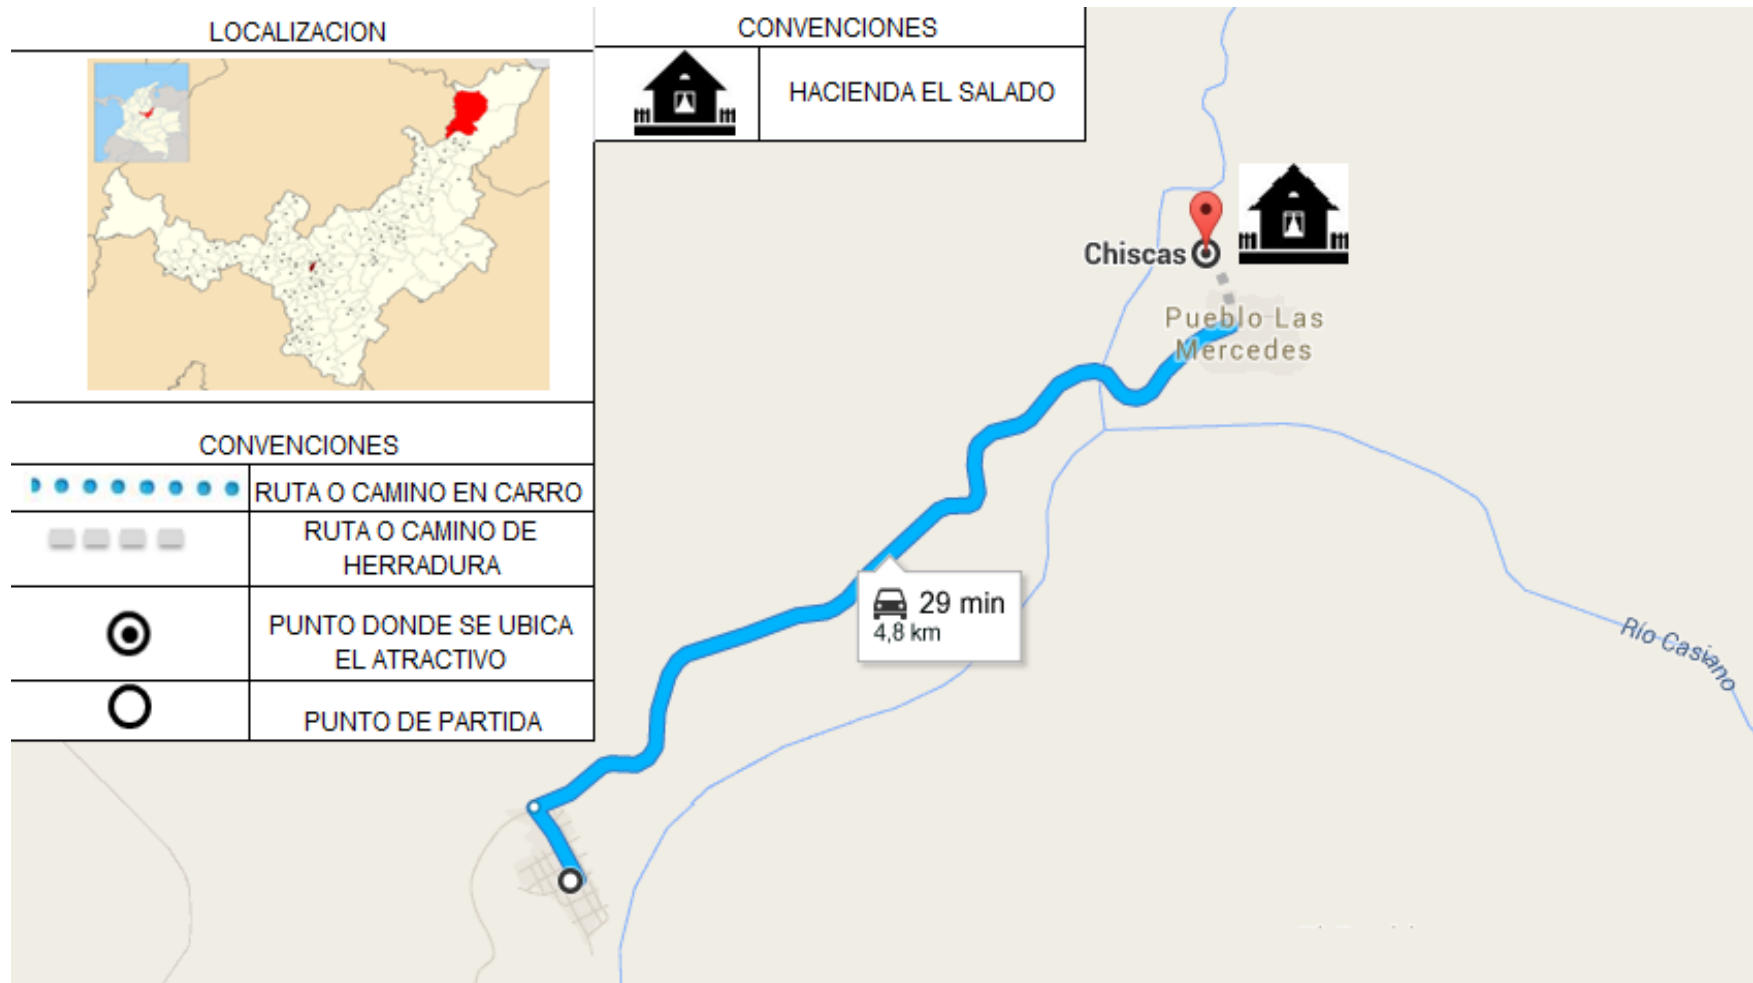 LOCALIZACION
CONVENCIONES
HACIENDA EL SALADO
CONVENCIONES
RUTA O CAMINO EN CARRO
RUTA O CAMINO DE
HERRADURA
PUNTO DONDE SE UBICA
EL ATRACTIVO
PUNTO DE PARTIDA
Chiscas
Pueblo Las
Mercedes
29 min
4,8 km
Río Casiano